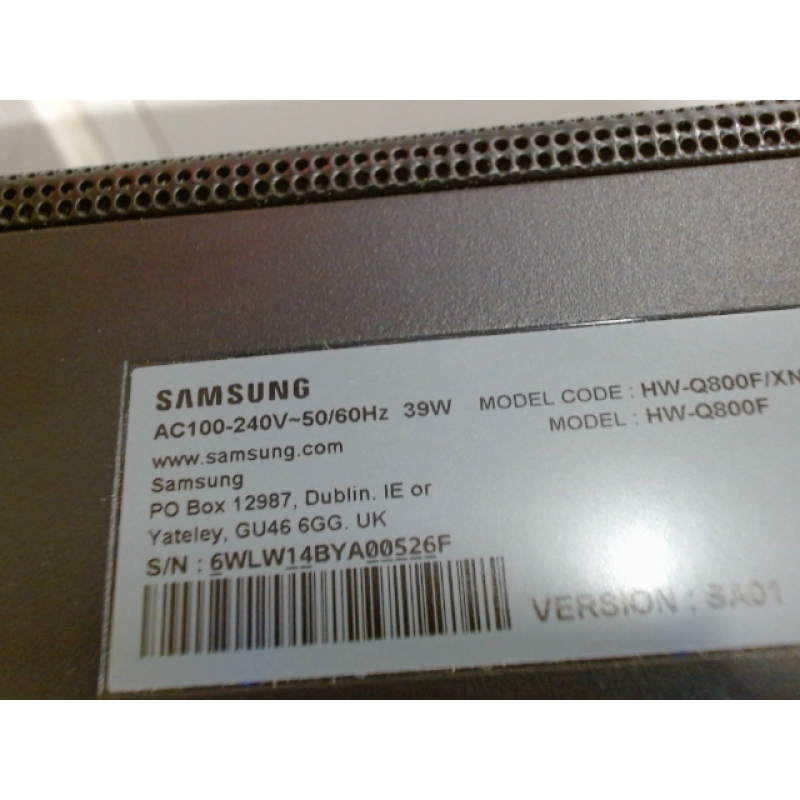 SAMSUNG
AC100-240V~50/60Hz 39W
www.samsung.com
Samsung
PO Box 12987, Dublin. IE or
Yateley, GU46 6GG. UK
S/N : 6WLW14BYA00526F
MODEL CODE : HW-Q800F/XN
MODEL : HW-Q800F
VERSION : SA01